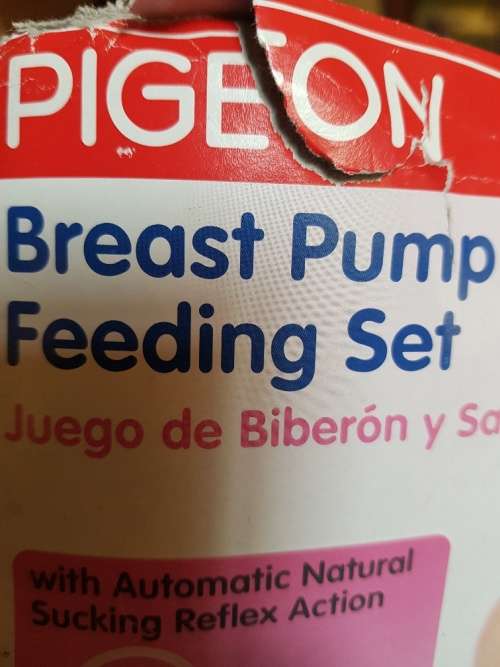 PIGEON
Breast Pump
Feeding Set
Juego de Biberón y
with Automatic Natural
Sucking Reflex Action